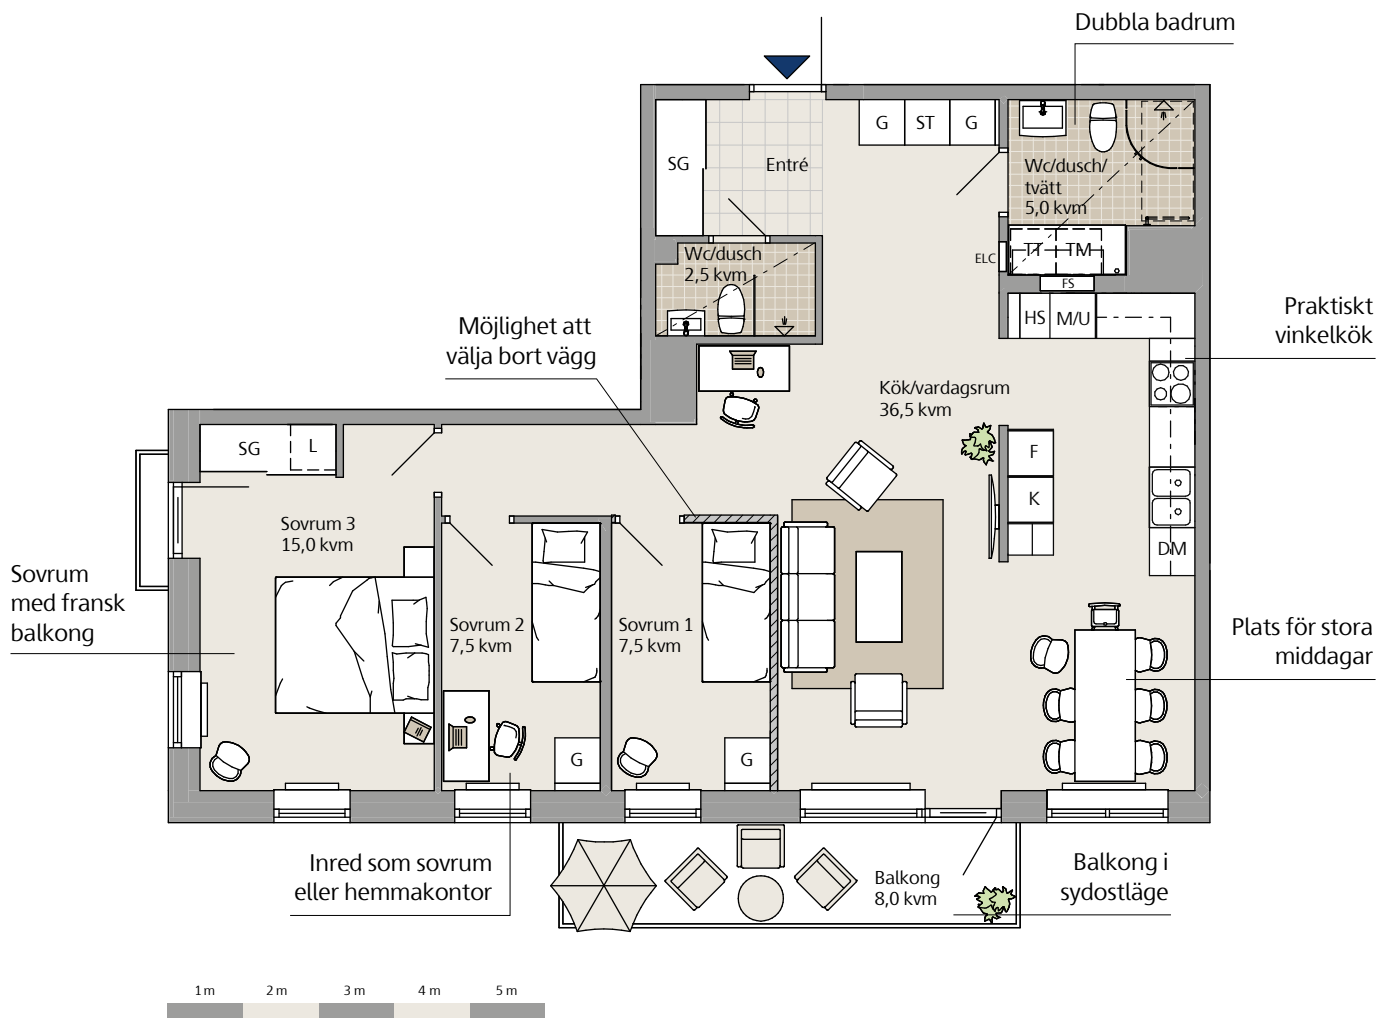 Dubbla badrum
G
ST
G
SG
Entré
Wc/dusch/
tvätt
5,0 kvm
Wc/dusch
2,5 kvm
ELC
TT
TM
FS
HS
M/U
Praktiskt
vinkelkök
Möjlighet att
välja bort vägg
Kök/vardagsrum
36,5 kvm
SG
L
F
K
DM
Sovrum 3
15,0 kvm
Sovrum
med fransk
balkong
Sovrum 2
7,5 kvm
Sovrum 1
7,5 kvm
Plats för stora
middagar
G
G
Inred som sovrum
eller hemmakontor
Balkong
8,0 kvm
Balkong i
sydostläge
1 m
2 m
3 m
4 m
5 m